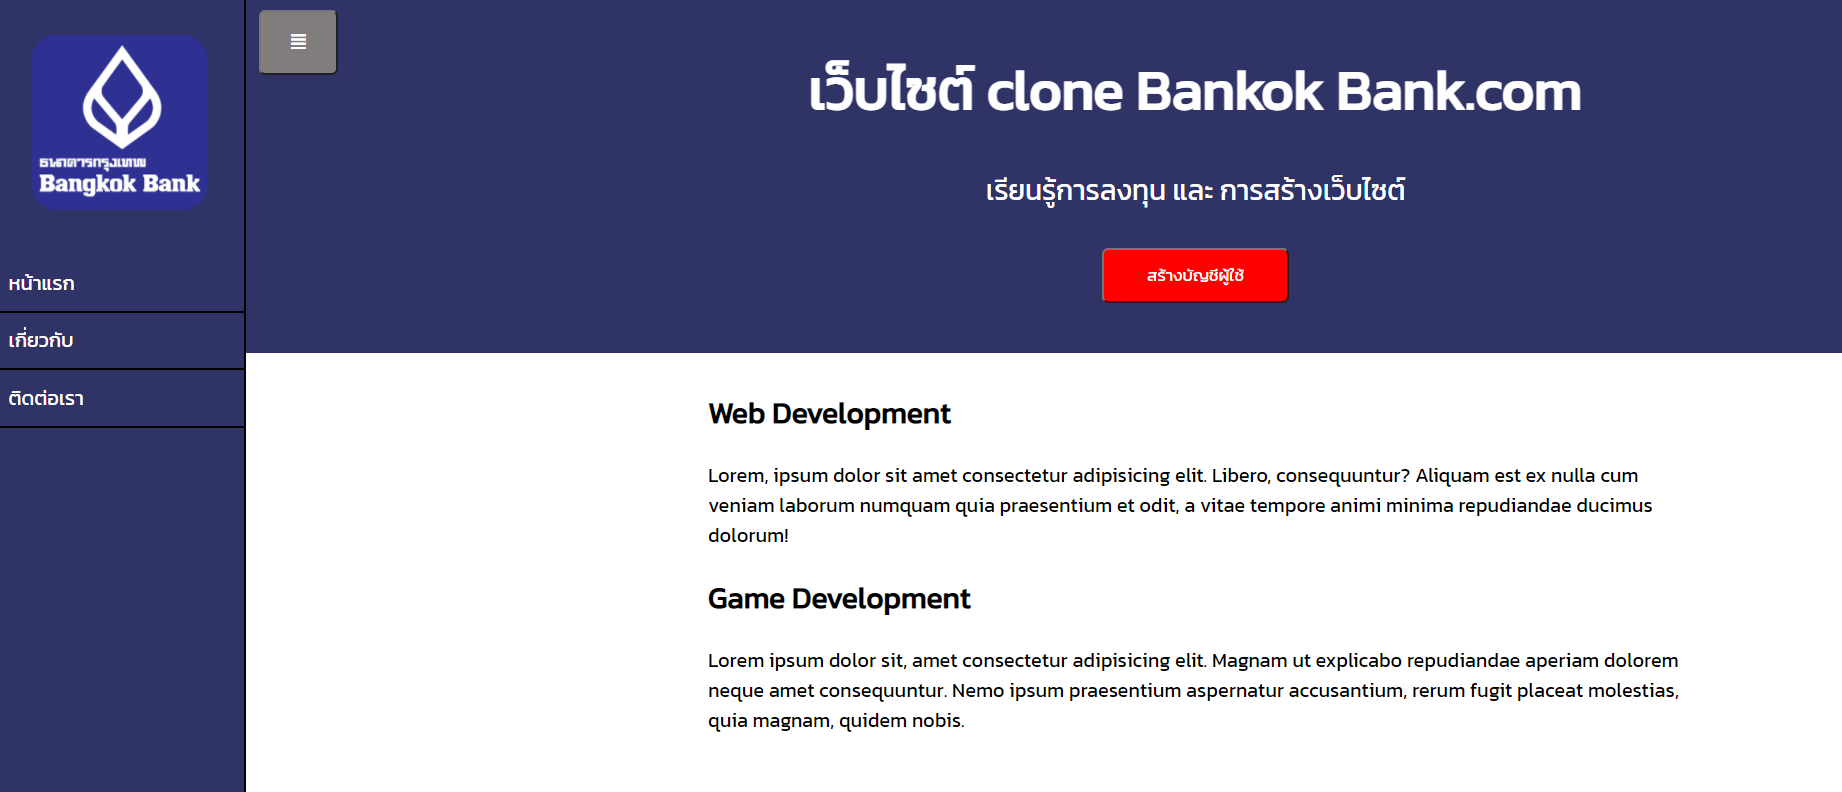 ธนาคารกรุงเทพ
Bangkok Bank
หน้าแรก
เกี่ยวกับ
ติดต่อเรา
เว็บไซต์ clone Bankok Bank.com
เรียนรู้การลงทุน และ การสร้างเว็บไซต์
สร้างบัญชีผู้ใช้
Web Development
Lorem, ipsum dolor sit amet consectetur adipisicing elit. Libero, consequuntur? Aliquam est ex nulla cum
veniam laborum numquam quia praesentium et odit, a vitae tempore animi minima repudiandae ducimus
dolorum!
Game Development
Lorem ipsum dolor sit, amet consectetur adipisicing elit. Magnam ut explicabo repudiandae aperiam dolorem
neque amet consequuntur. Nemo ipsum praesentium aspernatur accusantium, rerum fugit placeat molestias,
quia magnam, quidem nobis.